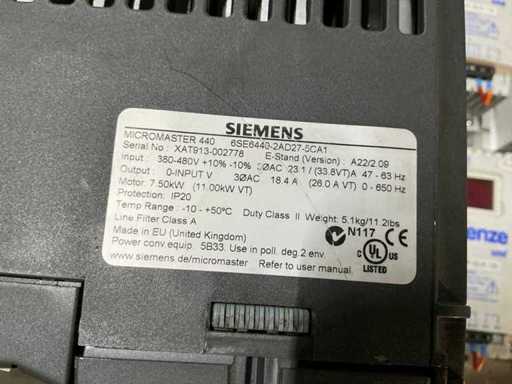 SIEMENS
MICROMASTER 440 6SE6440-2AD27-5CA1
Serial No : XAT913-002778 E-Stand (Version) : A22/2.09
Input : 380-480V +10% -10% 3ØAC 23.1 / (33.8VT)A 47 - 63 Hz
Output : 0-INPUT V 3ØAC 18.4 A (26.0 A VT) 0 - 650 Hz
Motor: 7.50kW (11.00kW VT)
Protection: IP20
Temp Range: -10 - +50ºC Duty Class II Weight: 5.1kg/11.2lbs
Line Filter Class A
Made in EU (United Kingdom)
Power conv.equip. 5B33. Use in poll. deg.2 env.
www.siemens.de/micromaster Refer to user manual.
N117
C UL US
LISTED
enze